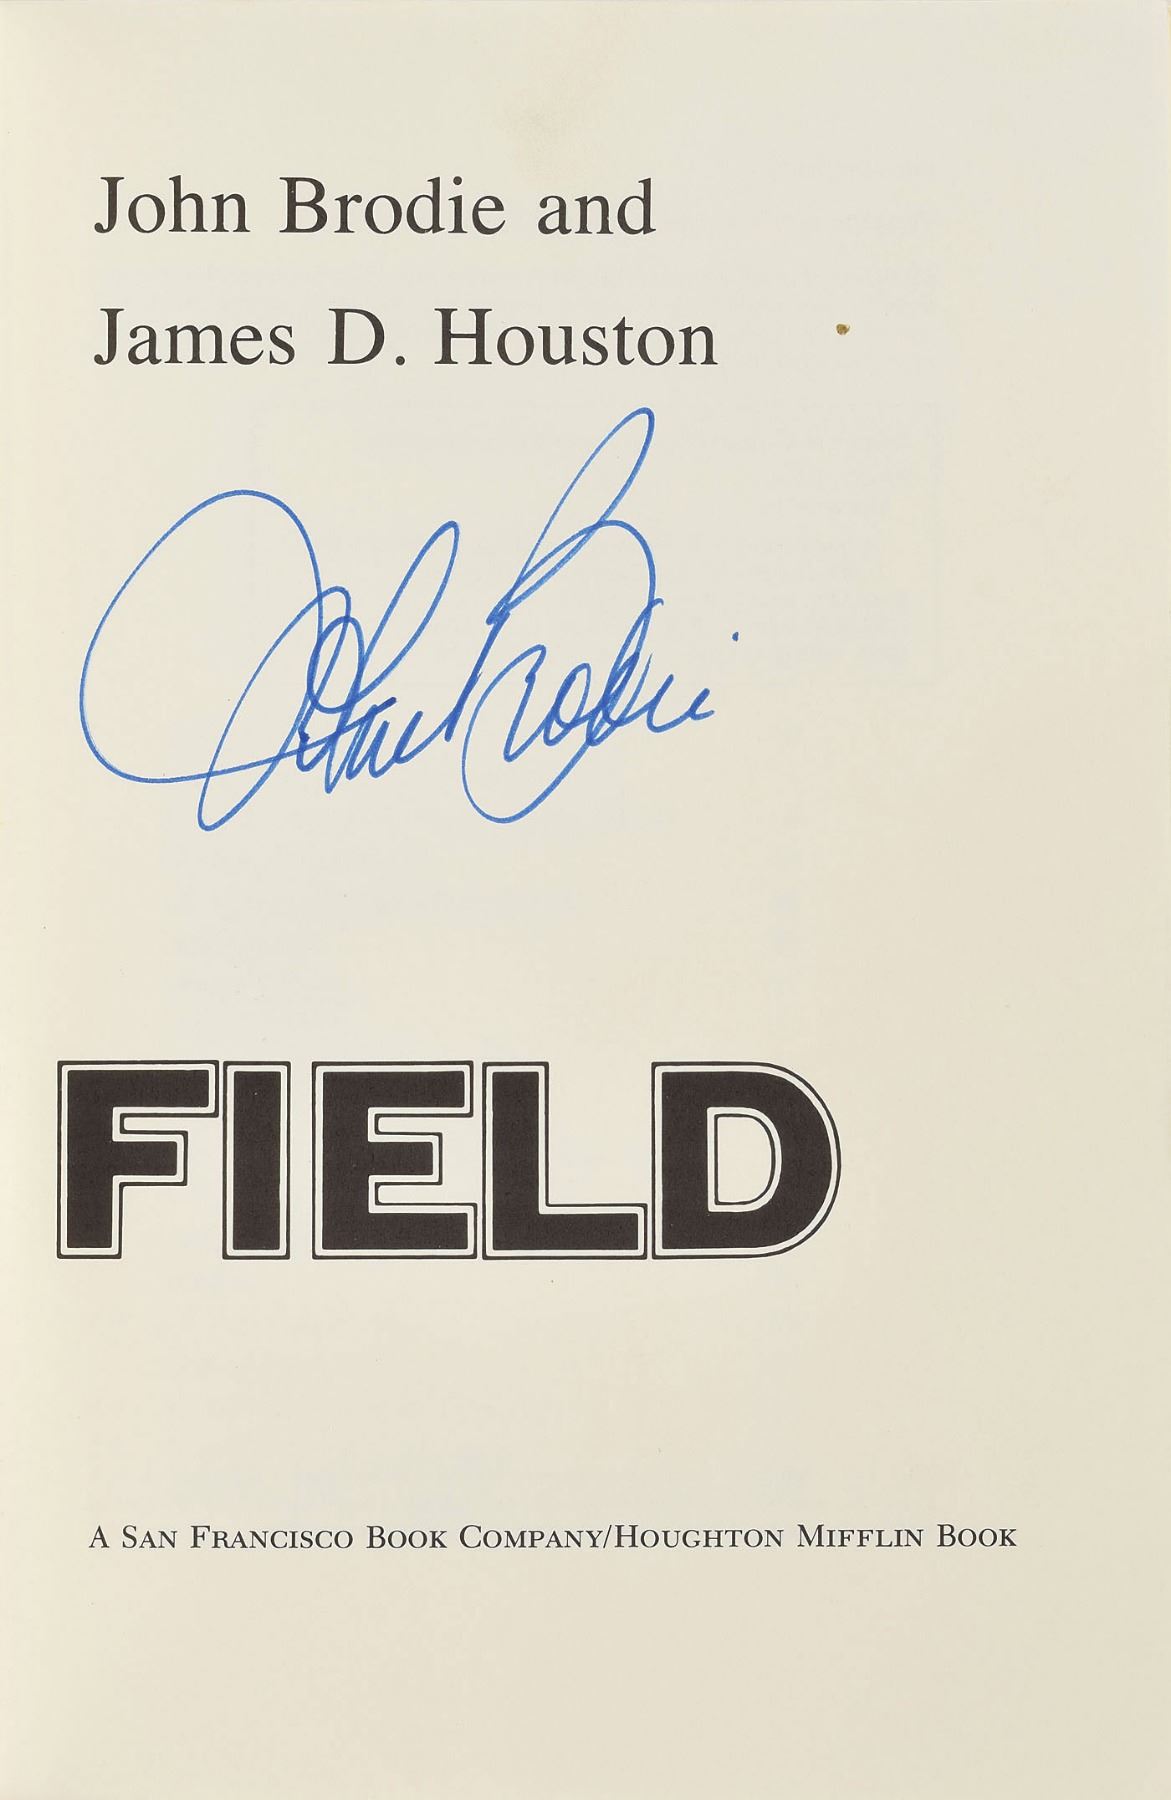 John Brodie and
James D. Houston
John Brodie
FIELD
A San Francisco Book Company/Houghton Mifflin Book